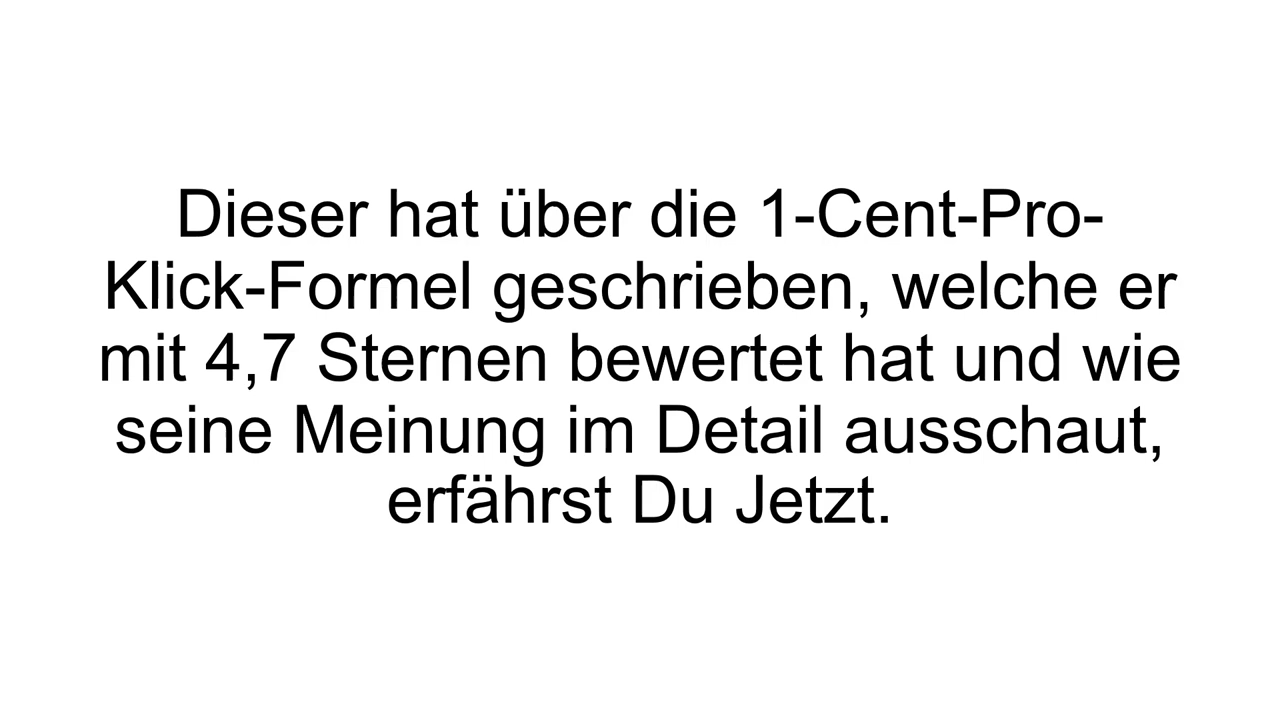 Dieser hat über die 1-Cent-Pro-
Klick-Formel geschrieben, welche er
mit 4,7 Sternen bewertet hat und wie
seine Meinung im Detail ausschaut,
erfährst Du Jetzt.